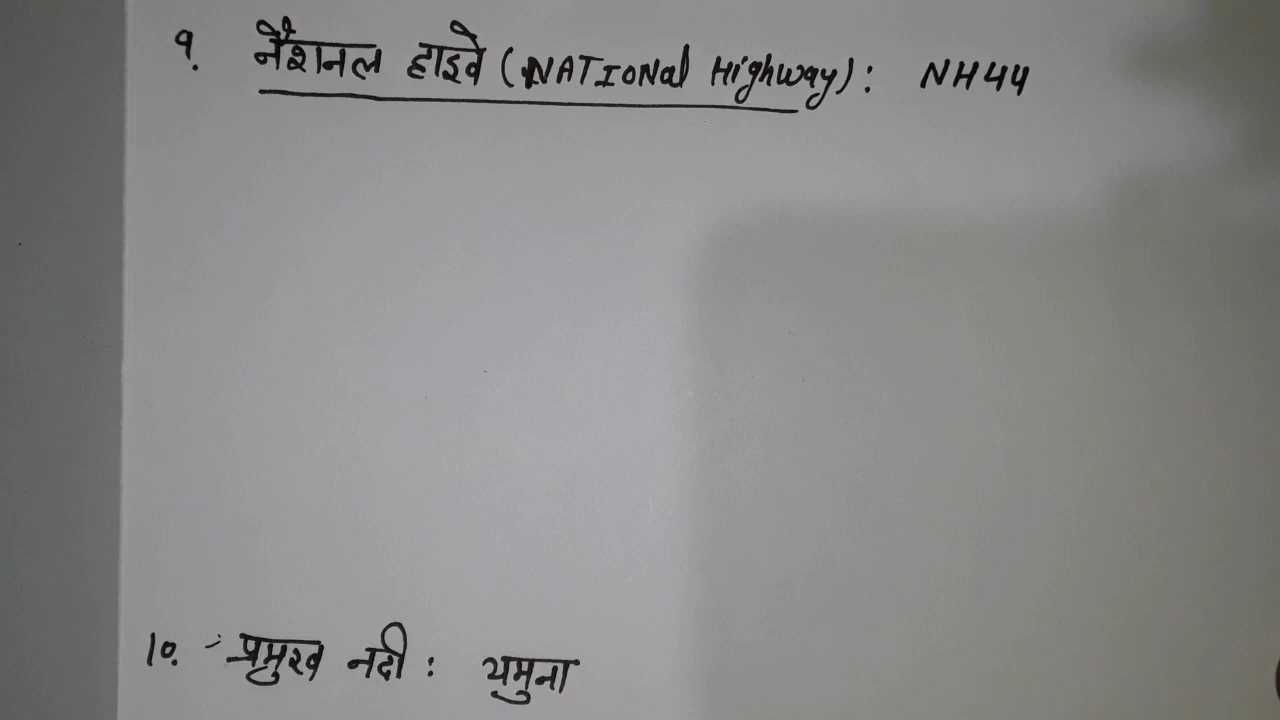 9. नैशनल हाइवे (NATIONal Highway): NH44
10. प्रमुख नदी: यमुना